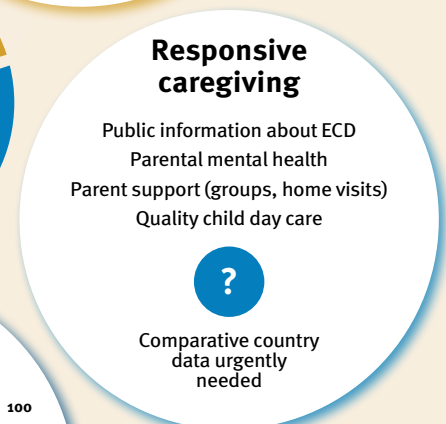 Responsive
caregiving
Public information about ECD
Parental mental health
Parent support (groups, home visits)
Quality child day care
?
Comparative country
data urgently
needed
100